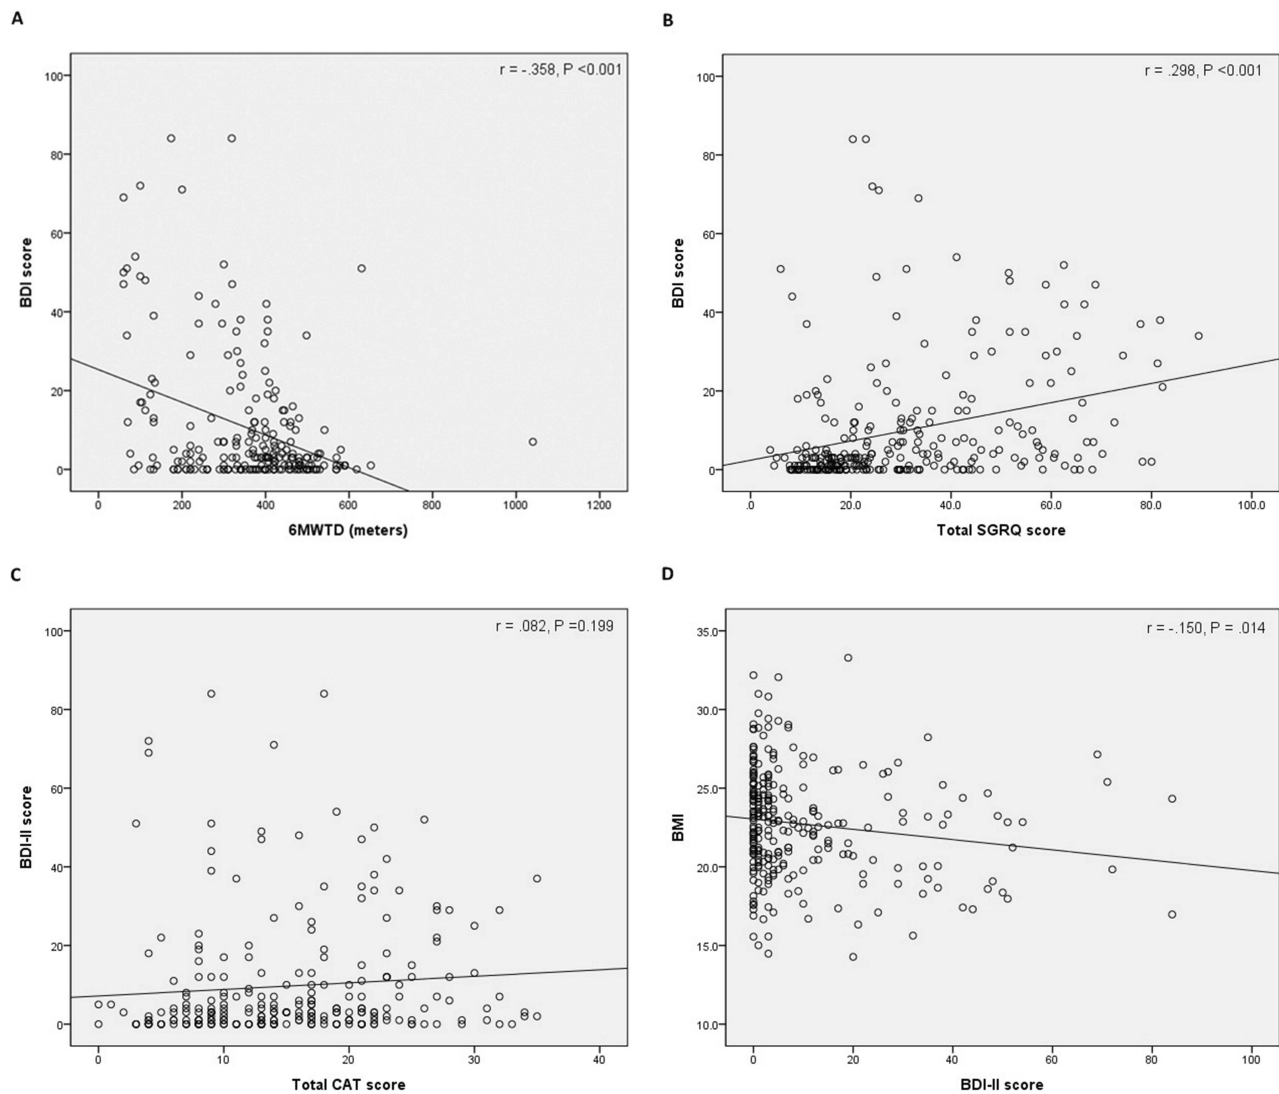 A
r = -.358, P <0.001
100
80
60
40
20
0
BDI score
0 200 400 600 800 1000 1200
6MWTD (meters)
B
r = .298, P <0.001
100
80
60
40
20
0
BDI score
.0 20.0 40.0 60.0 80.0 100.0
Total SGRQ score
C
r = .082, P =0.199
100
80
60
40
20
0
BDI-II score
0 10 20 30 40
Total CAT score
D
r = -.150, P = .014
35.0
30.0
25.0
20.0
15.0
10.0
BMI
0 20 40 60 80 100
BDI-II score